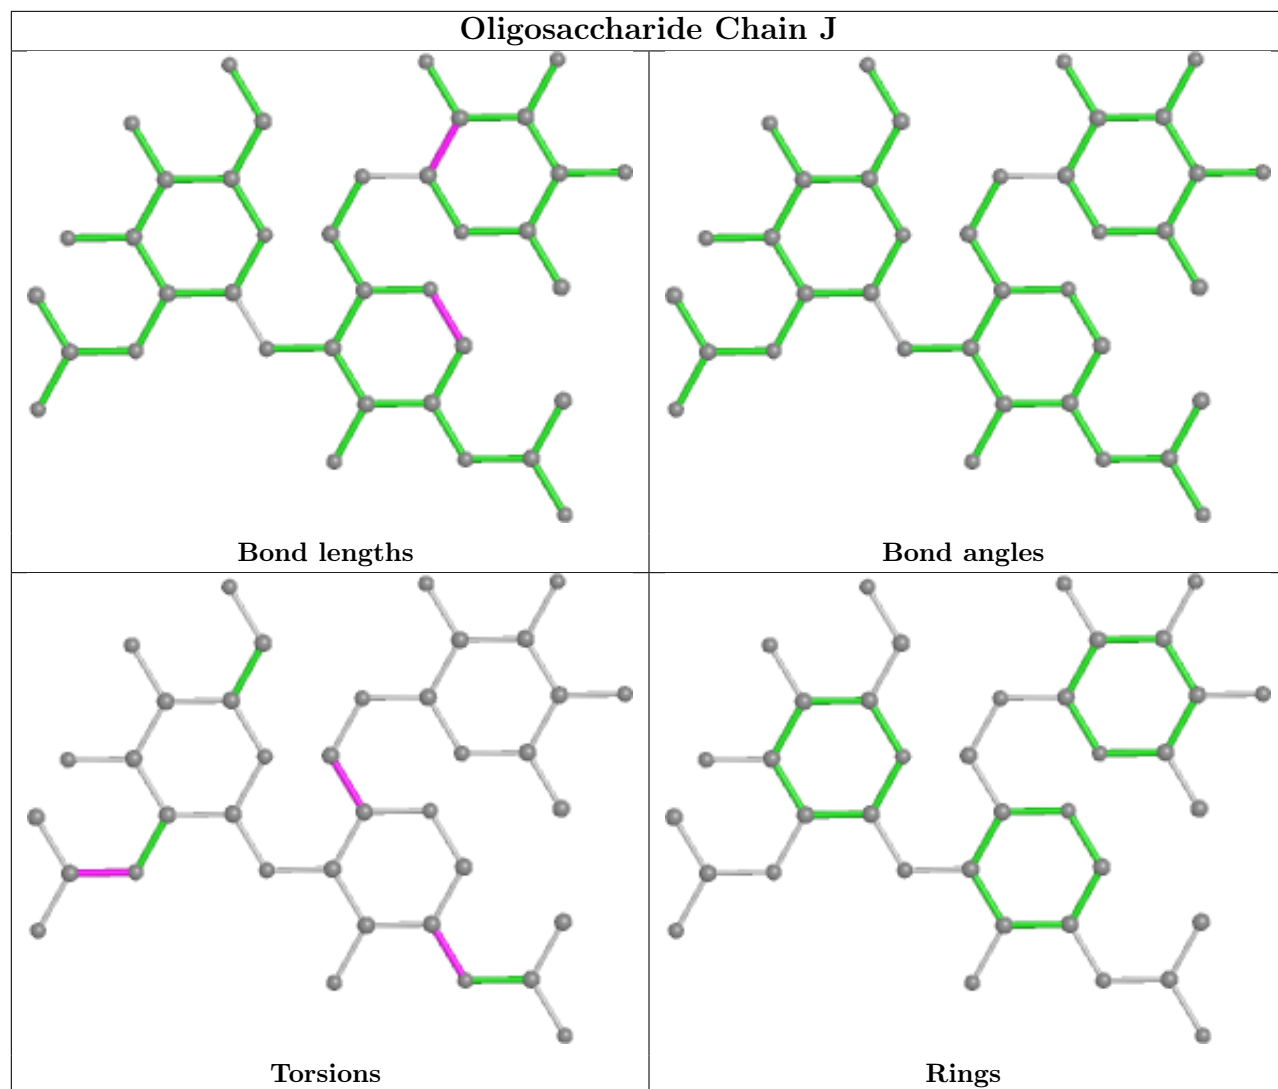 Oligosaccharide Chain J
Bond lengths
Bond angles
Torsions
Rings